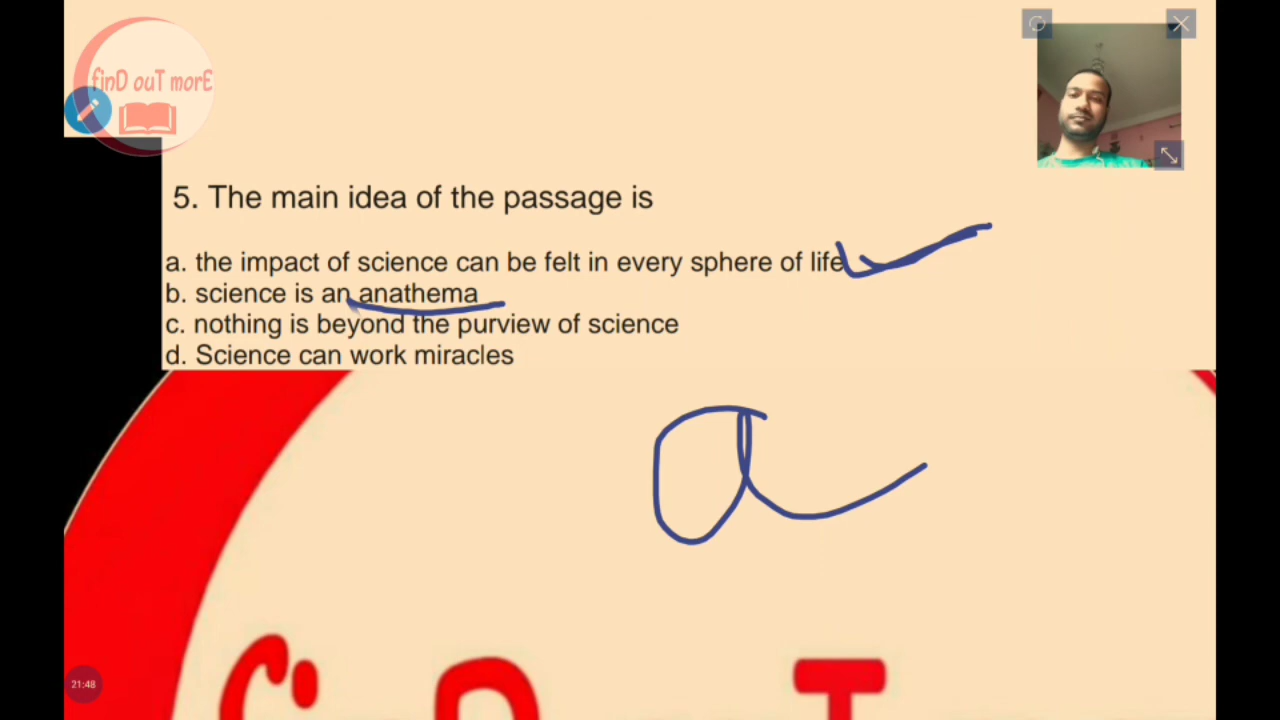 finD ouT morE
5. The main idea of the passage is
a. the impact of science can be felt in every sphere of life
b. science is an anathema
c. nothing is beyond the purview of science
d. Science can work miracles
a
21:48